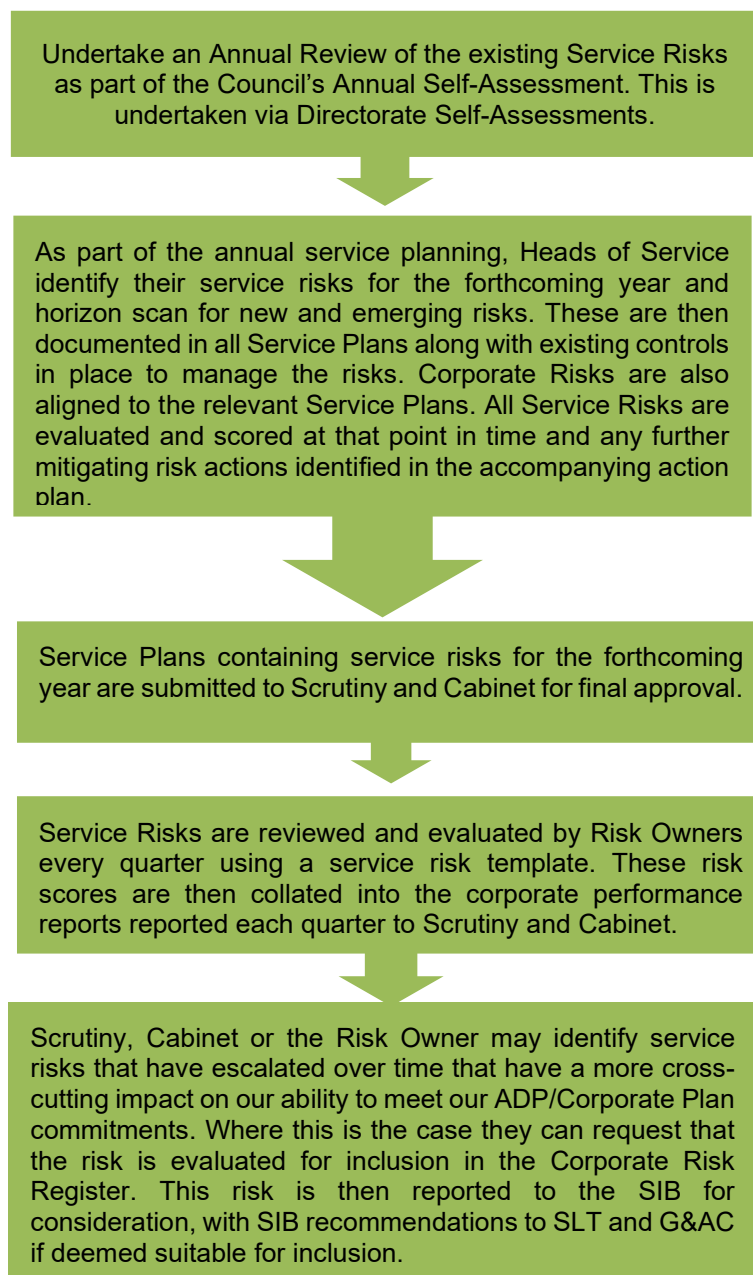 Undertake an Annual Review of the existing Service Risks
as part of the Council’s Annual Self-Assessment. This is
undertaken via Directorate Self-Assessments.
As part of the annual service planning, Heads of Service
identify their service risks for the forthcoming year and
horizon scan for new and emerging risks. These are then
documented in all Service Plans along with existing controls
in place to manage the risks. Corporate Risks are also
aligned to the relevant Service Plans. All Service Risks are
evaluated and scored at that point in time and any further
mitigating risk actions identified in the accompanying action
plan.
Service Plans containing service risks for the forthcoming
year are submitted to Scrutiny and Cabinet for final approval.
Service Risks are reviewed and evaluated by Risk Owners
every quarter using a service risk template. These risk
scores are then collated into the corporate performance
reports reported each quarter to Scrutiny and Cabinet.
Scrutiny, Cabinet or the Risk Owner may identify service
risks that have escalated over time that have a more cross-
cutting impact on our ability to meet our ADP/Corporate Plan
commitments. Where this is the case they can request that
the risk is evaluated for inclusion in the Corporate Risk
Register. This risk is then reported to the SIB for
consideration, with SIB recommendations to SLT and G&AC
if deemed suitable for inclusion.